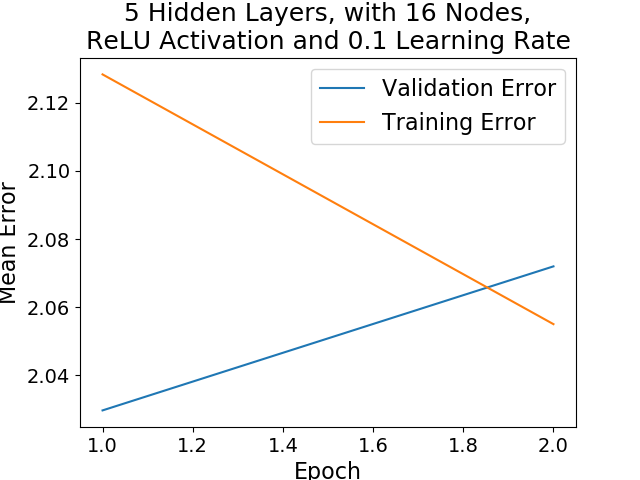 5 Hidden Layers, with 16 Nodes,
ReLU Activation and 0.1 Learning Rate
Validation Error
Training Error
Mean Error
2.12
2.10
2.08
2.06
2.04
1.0 1.2 1.4 1.6 1.8 2.0
Epoch